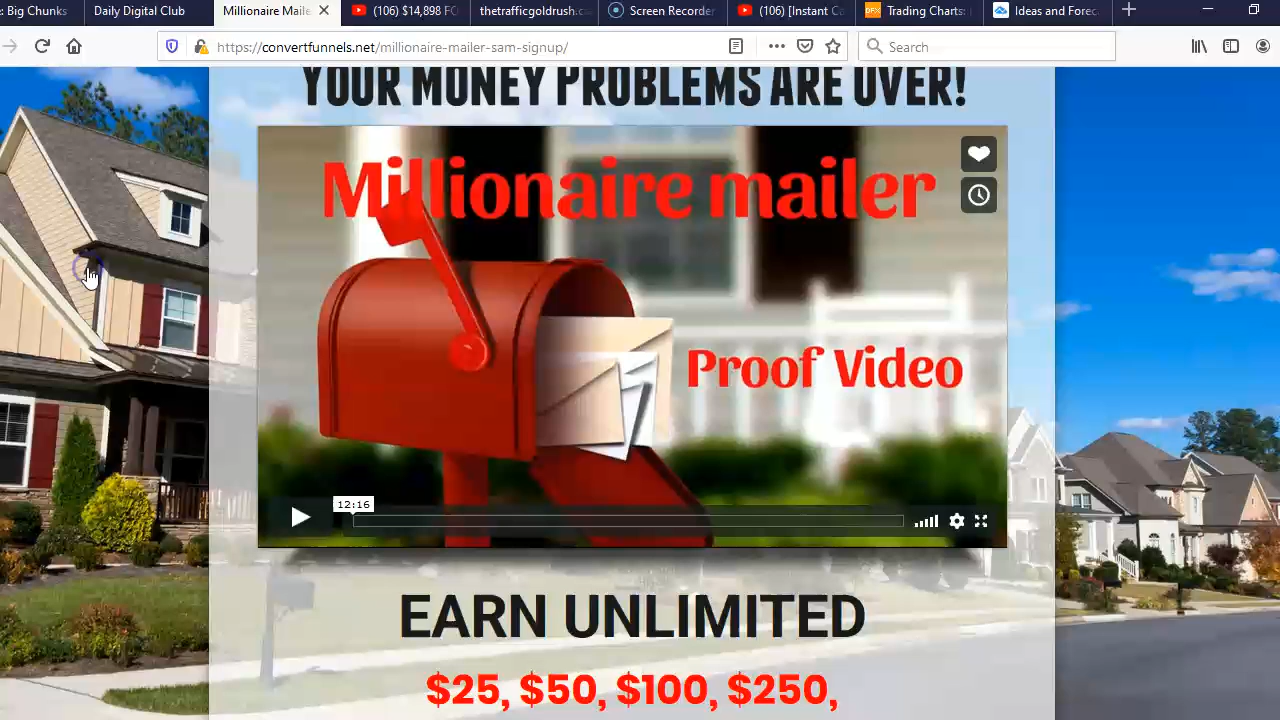 : Big Chunks
Daily Digital Club
Millionaire Maile
(106) $14,898 FO
thetrafficgoldrush.c
Screen Recorder
(106) [Instant Ca
Trading Charts:
Ideas and Forec
https://convertfunnels.net/millionaire-mailer-sam-signup/
Search
YOUR MONEY PROBLEMS ARE OVER!
Millionaire mailer
Proof Video
12:16
EARN UNLIMITED
$25, $50, $100, $250,